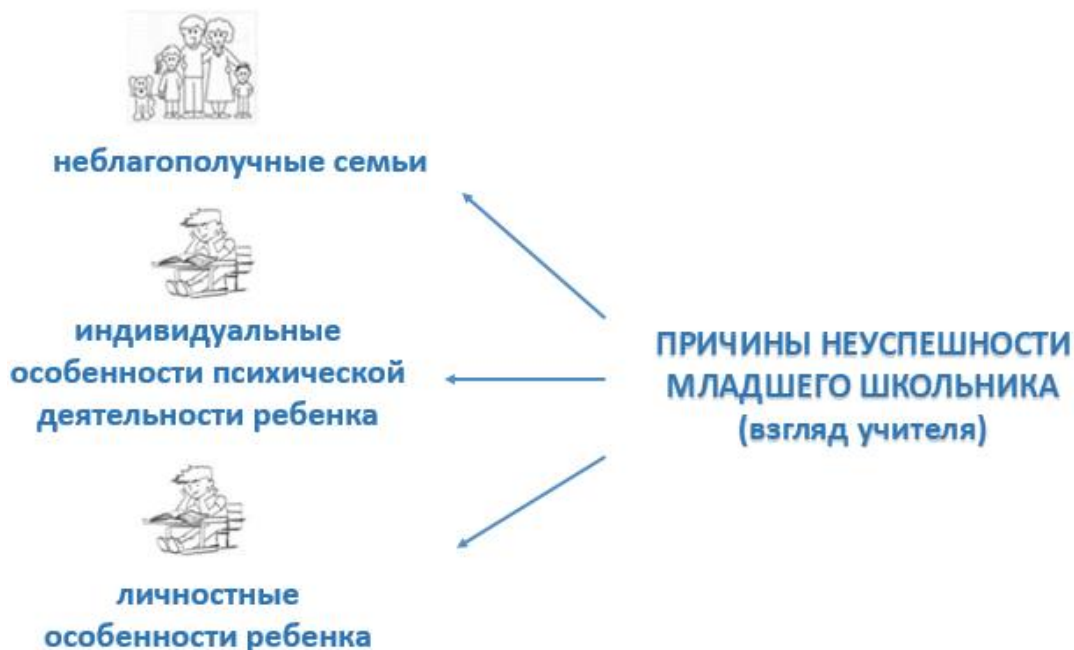 неблагополучные семьи
индивидуальные
особенности психической
деятельности ребенка
личностные
особенности ребенка
ПРИЧИНЫ НЕУСПЕШНОСТИ
МЛАДШЕГО ШКОЛЬНИКА
(взгляд учителя)